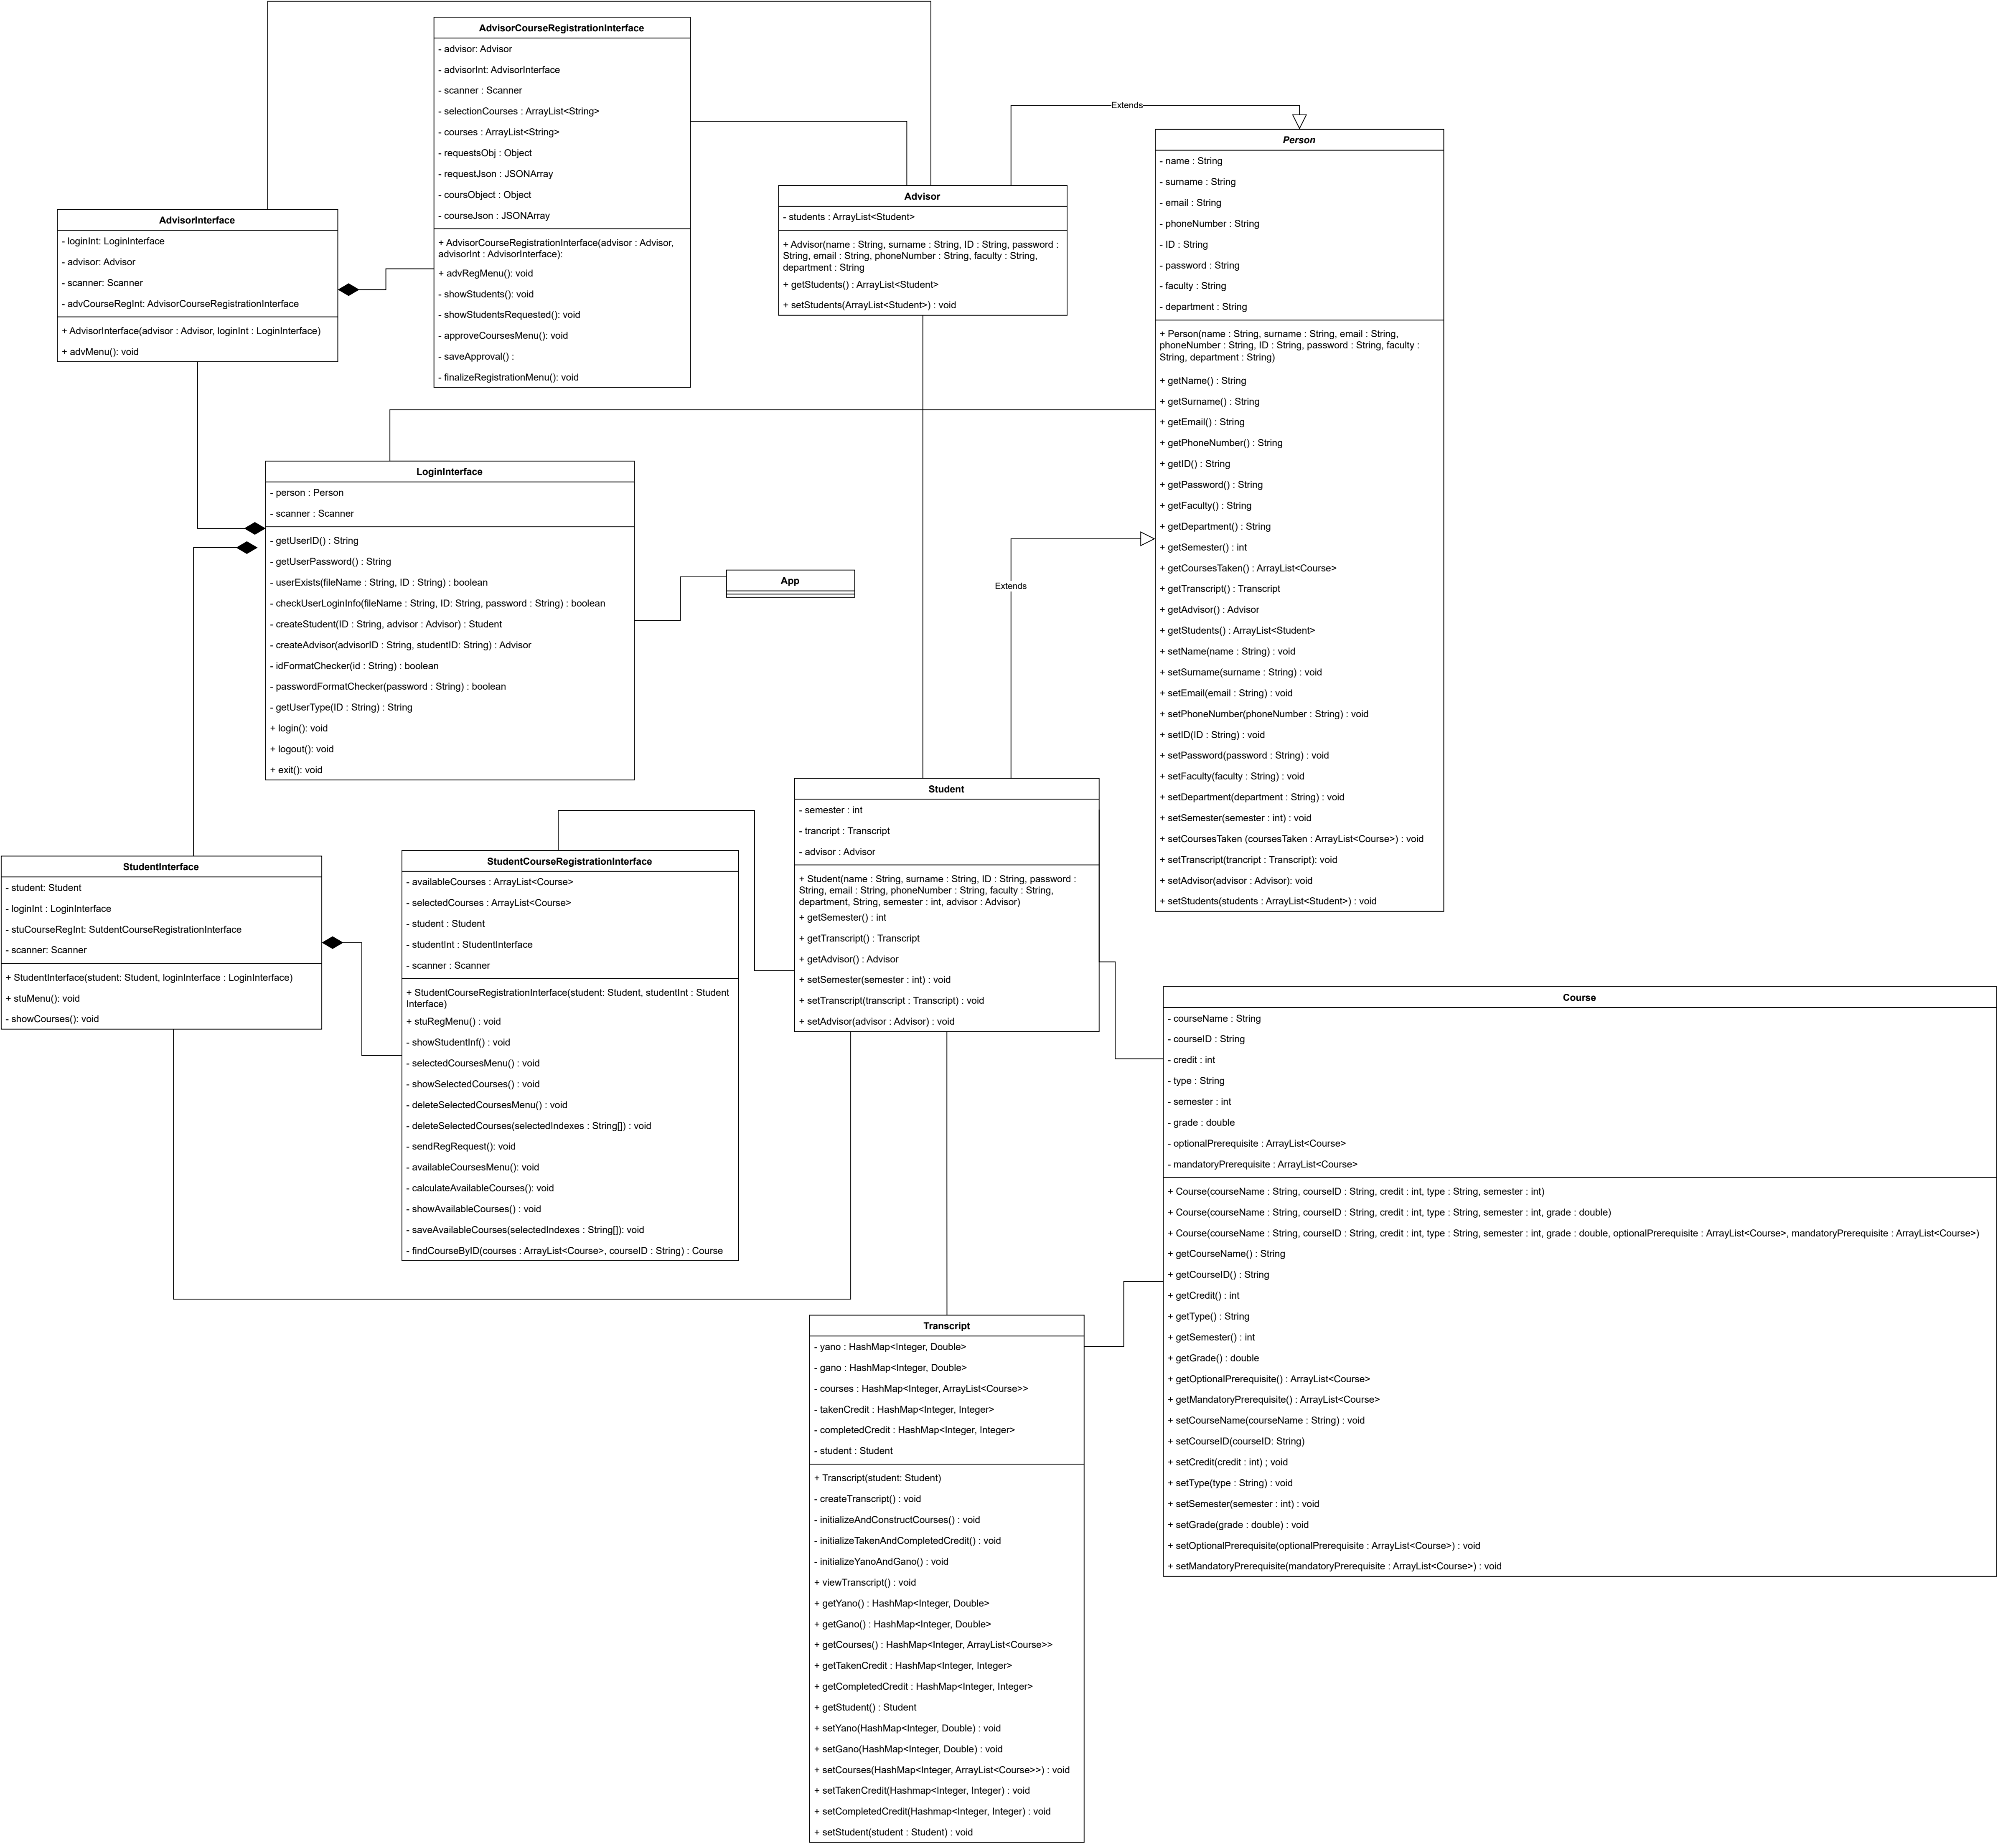 AdvisorCourseRegistrationInterface
- advisor: Advisor
- advisorInt: AdvisorInterface
- scanner : Scanner
- selectionCourses : ArrayList<String>
- courses : ArrayList<String>
- requestsObj : Object
- requestJson : JSONArray
- coursObject : Object
- courseJson : JSONArray
+ AdvisorCourseRegistrationInterface(advisor : Advisor,
advisorInt : AdvisorInterface):
+ advRegMenu(): void
- showStudents(): void
- showStudentsRequested(): void
- approveCoursesMenu(): void
- saveApproval() :
- finalizeRegistrationMenu(): void
Extends
Person
- name : String
- surname : String
- email : String
- phoneNumber : String
- ID : String
- password : String
- faculty : String
- department : String
+ Person(name : String, surname : String, email : String,
phoneNumber : String, ID : String, password : String, faculty :
String, department : String)
+ getName() : String
+ getSurname() : String
+ getEmail() : String
+ getPhoneNumber() : String
+ getID() : String
+ getPassword() : String
+ getFaculty() : String
+ getDepartment() : String
+ getSemester() : int
+ getCoursesTaken() : ArrayList<Course>
+ getTranscript() : Transcript
+ getAdvisor() : Advisor
+ getStudents() : ArrayList<Student>
+ setName(name : String) : void
+ setSurname(surname : String) : void
+ setEmail(email : String) : void
+ setPhoneNumber(phoneNumber : String) : void
+ setID(ID : String) : void
+ setPassword(password : String) : void
+ setFaculty(faculty : String) : void
+ setDepartment(department : String) : void
+ setSemester(semester : int) : void
+ setCoursesTaken (coursesTaken : ArrayList<Course>) : void
+ setTranscript(trancript : Transcript): void
+ setAdvisor(advisor : Advisor): void
+ setStudents(students : ArrayList<Student>) : void
Advisor
- students : ArrayList<Student>
+ Advisor(name : String, surname : String, ID : String, password :
String, email : String, phoneNumber : String, faculty : String,
department : String
+ getStudents() : ArrayList<Student>
+ setStudents(ArrayList<Student>) : void
AdvisorInterface
- loginInt: LoginInterface
- advisor: Advisor
- scanner: Scanner
- advCourseRegInt: AdvisorCourseRegistrationInterface
+ AdvisorInterface(advisor : Advisor, loginInt : LoginInterface)
+ advMenu(): void
LoginInterface
- person : Person
- scanner : Scanner
- getUserID() : String
- getUserPassword() : String
- userExists(fileName : String, ID : String) : boolean
- checkUserLoginInfo(fileName : String, ID: String, password : String) : boolean
- createStudent(ID : String, advisor : Advisor) : Student
- createAdvisor(advisorID : String, studentID: String) : Advisor
- idFormatChecker(id : String) : boolean
- passwordFormatChecker(password : String) : boolean
- getUserType(ID : String) : String
+ login(): void
+ logout(): void
+ exit(): void
App
Extends
Student
- semester : int
- trancript : Transcript
- advisor : Advisor
+ Student(name : String, surname : String, ID : String, password :
String, email : String, phoneNumber : String, faculty : String,
department, String, semester : int, advisor : Advisor)
+ getSemester() : int
+ getTranscript() : Transcript
+ getAdvisor() : Advisor
+ setSemester(semester : int) : void
+ setTranscript(transcript : Transcript) : void
+ setAdvisor(advisor : Advisor) : void
StudentInterface
- student: Student
- loginInt : LoginInterface
- stuCourseRegInt: SutdentCourseRegistrationInterface
- scanner: Scanner
+ StudentInterface(student: Student, loginInterface : LoginInterface)
+ stuMenu(): void
- showCourses(): void
StudentCourseRegistrationInterface
- availableCourses : ArrayList<Course>
- selectedCourses : ArrayList<Course>
- student : Student
- studentInt : StudentInterface
- scanner : Scanner
+ StudentCourseRegistrationInterface(student: Student, studentInt : Student
Interface)
+ stuRegMenu() : void
- showStudentInf() : void
- selectedCoursesMenu() : void
- showSelectedCourses() : void
- deleteSelectedCoursesMenu() : void
- deleteSelectedCourses(selectedIndexes : String[]) : void
- sendRegRequest(): void
- availableCoursesMenu(): void
- calculateAvailableCourses(): void
- showAvailableCourses() : void
- saveAvailableCourses(selectedIndexes : String[]): void
- findCourseByID(courses : ArrayList<Course>, courseID : String) : Course
Course
- courseName : String
- courseID : String
- credit : int
- type : String
- semester : int
- grade : double
- optionalPrerequisite : ArrayList<Course>
- mandatoryPrerequisite : ArrayList<Course>
+ Course(courseName : String, courseID : String, credit : int, type : String, semester : int)
+ Course(courseName : String, courseID : String, credit : int, type : String, semester : int, grade : double)
+ Course(courseName : String, courseID : String, credit : int, type : String, semester : int, grade : double, optionalPrerequisite : ArrayList<Course>, mandatoryPrerequisite : ArrayList<Course>)
+ getCourseName() : String
+ getCourseID() : String
+ getCredit() : int
+ getType() : String
+ getSemester() : int
+ getGrade() : double
+ getOptionalPrerequisite() : ArrayList<Course>
+ getMandatoryPrerequisite() : ArrayList<Course>
+ setCourseName(courseName : String) : void
+ setCourseID(courseID: String)
+ setCredit(credit : int) ; void
+ setType(type : String) : void
+ setSemester(semester : int) : void
+ setGrade(grade : double) : void
+ setOptionalPrerequisite(optionalPrerequisite : ArrayList<Course>) : void
+ setMandatoryPrerequisite(mandatoryPrerequisite : ArrayList<Course>) : void
Transcript
- yano : HashMap<Integer, Double>
- gano : HashMap<Integer, Double>
- courses : HashMap<Integer, ArrayList<Course>>
- takenCredit : HashMap<Integer, Integer>
- completedCredit : HashMap<Integer, Integer>
- student : Student
+ Transcript(student: Student)
- createTranscript() : void
- initializeAndConstructCourses() : void
- initializeTakenAndCompletedCredit() : void
- initializeYanoAndGano() : void
+ viewTranscript() : void
+ getYano() : HashMap<Integer, Double>
+ getGano() : HashMap<Integer, Double>
+ getCourses() : HashMap<Integer, ArrayList<Course>>
+ getTakenCredit : HashMap<Integer, Integer>
+ getCompletedCredit : HashMap<Integer, Integer>
+ getStudent() : Student
+ setYano(HashMap<Integer, Double) : void
+ setGano(HashMap<Integer, Double) : void
+ setCourses(HashMap<Integer, ArrayList<Course>>) : void
+ setTakenCredit(Hashmap<Integer, Integer) : void
+ setCompletedCredit(Hashmap<Integer, Integer) : void
+ setStudent(student : Student) : void